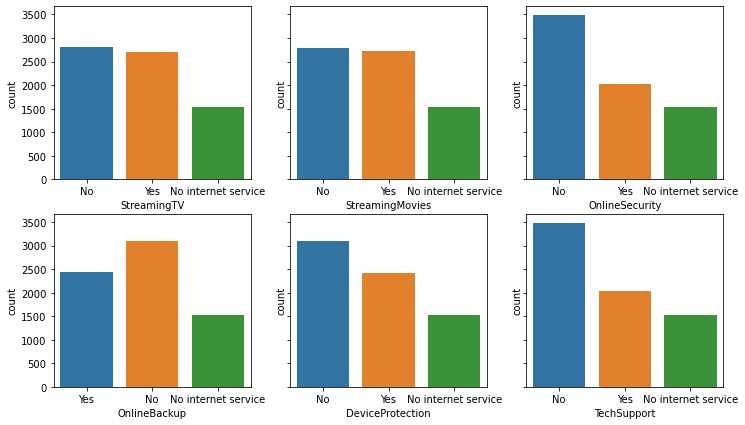 3500
3000
2500
2000
1500
1000
500
0
count
No Yes No internet service
StreamingTV
count
No Yes No internet service
StreamingMovies
count
No Yes No internet service
OnlineSecurity
3500
3000
2500
2000
1500
1000
500
0
count
Yes No No internet service
OnlineBackup
count
No Yes No internet service
DeviceProtection
count
No Yes No internet service
TechSupport